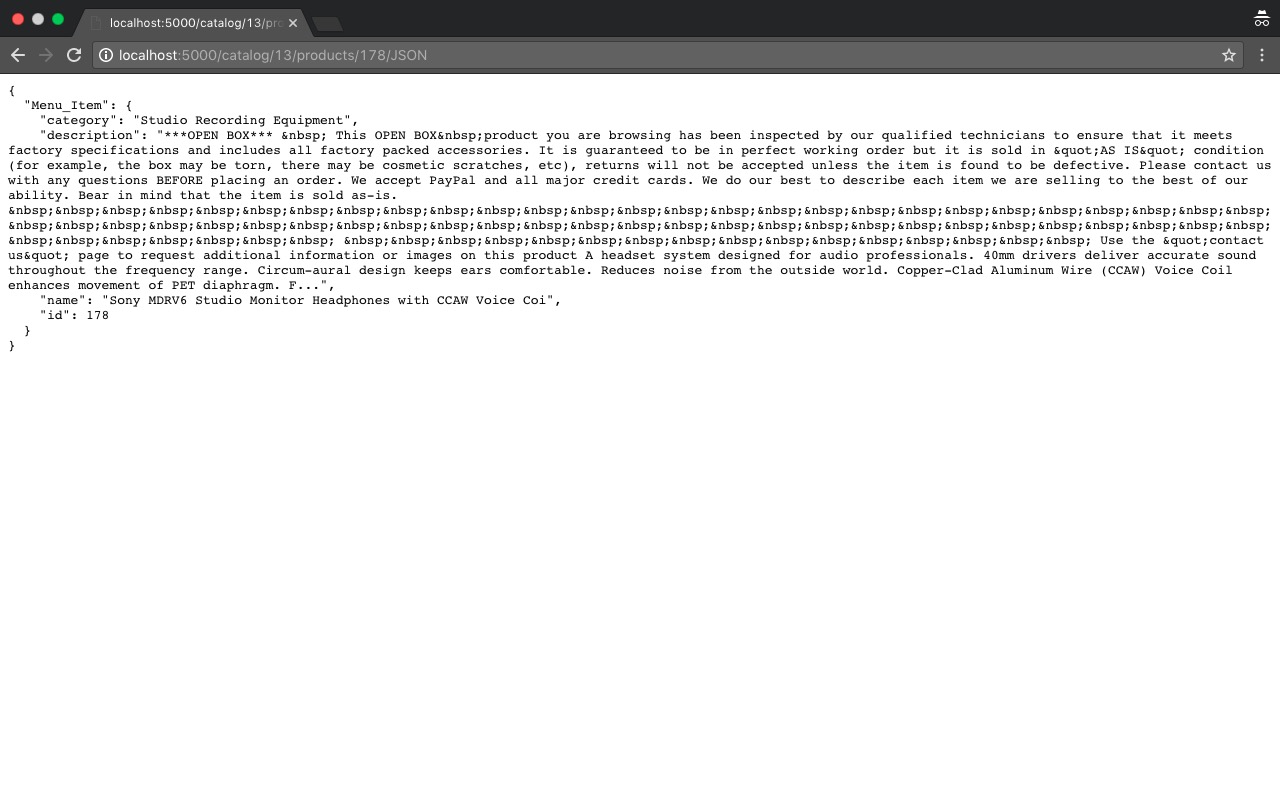 localhost:5000/catalog/13/pro
localhost:5000/catalog/13/products/178/JSON
{
"Menu_Item": {
"category": "Studio Recording Equipment",
"description": "***OPEN BOX*** &nbsp; This OPEN BOX&nbsp;product you are browsing has been inspected by our qualified technicians to ensure that it meets
factory specifications and includes all factory packed accessories. It is guaranteed to be in perfect working order but it is sold in &quot;AS IS&quot; condition
(for example, the box may be torn, there may be cosmetic scratches, etc), returns will not be accepted unless the item is found to be defective. Please contact us
with any questions BEFORE placing an order. We accept PayPal and all major credit cards. We do our best to describe each item we are selling to the best of our
ability. Bear in mind that the item is sold as-is.
&nbsp;&nbsp;&nbsp;&nbsp;&nbsp;&nbsp;&nbsp;&nbsp;&nbsp;&nbsp;&nbsp;&nbsp;&nbsp;&nbsp;&nbsp;&nbsp;&nbsp;&nbsp;&nbsp;&nbsp;&nbsp;&nbsp;&nbsp;&nbsp;&nbsp;&nbsp;&nbsp;
&nbsp;&nbsp;&nbsp;&nbsp;&nbsp;&nbsp;&nbsp;&nbsp;&nbsp;&nbsp;&nbsp;&nbsp;&nbsp;&nbsp;&nbsp;&nbsp;&nbsp;&nbsp;&nbsp;&nbsp;&nbsp;&nbsp;&nbsp;&nbsp;&nbsp;&nbsp;&nbsp;
&nbsp;&nbsp;&nbsp;&nbsp;&nbsp;&nbsp;&nbsp; &nbsp;&nbsp;&nbsp;&nbsp;&nbsp;&nbsp;&nbsp;&nbsp;&nbsp;&nbsp;&nbsp;&nbsp;&nbsp;&nbsp;&nbsp;&nbsp; Use the &quot;contact
us&quot; page to request additional information or images on this product A headset system designed for audio professionals. 40mm drivers deliver accurate sound
throughout the frequency range. Circum-aural design keeps ears comfortable. Reduces noise from the outside world. Copper-Clad Aluminum Wire (CCAW) Voice Coil
enhances movement of PET diaphragm. F...",
"name": "Sony MDRV6 Studio Monitor Headphones with CCAW Voice Coi",
"id": 178
}
}